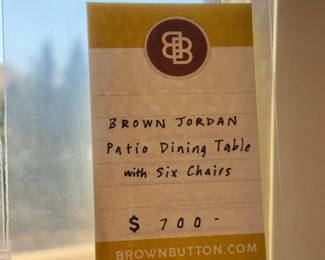 BB
BROWN JORDAN
Patio Dining Table
with Six Chairs
$ 700-
BROWNBUTTON.COM